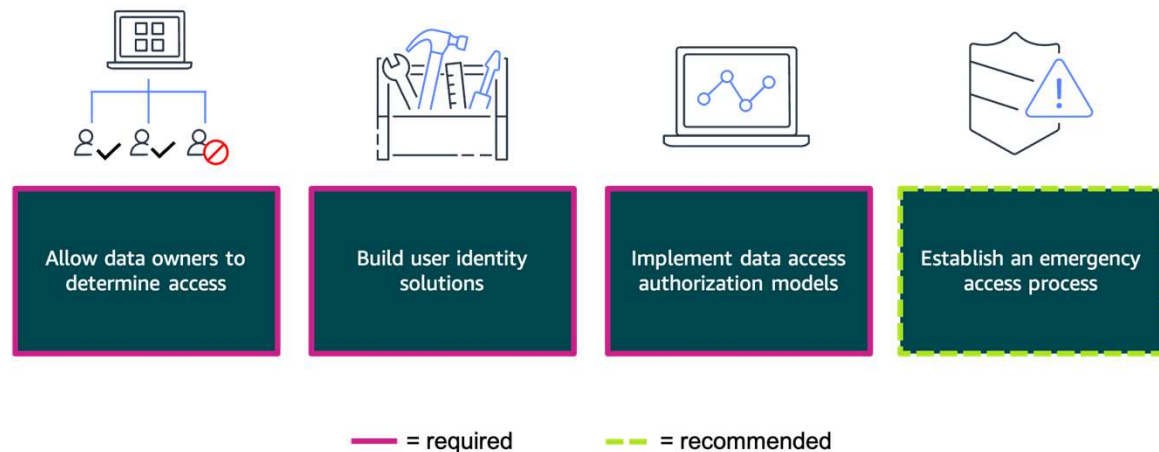 Allow data owners to
determine access
Build user identity
solutions
Implement data access
authorization models
Establish an emergency
access process
= required
= recommended